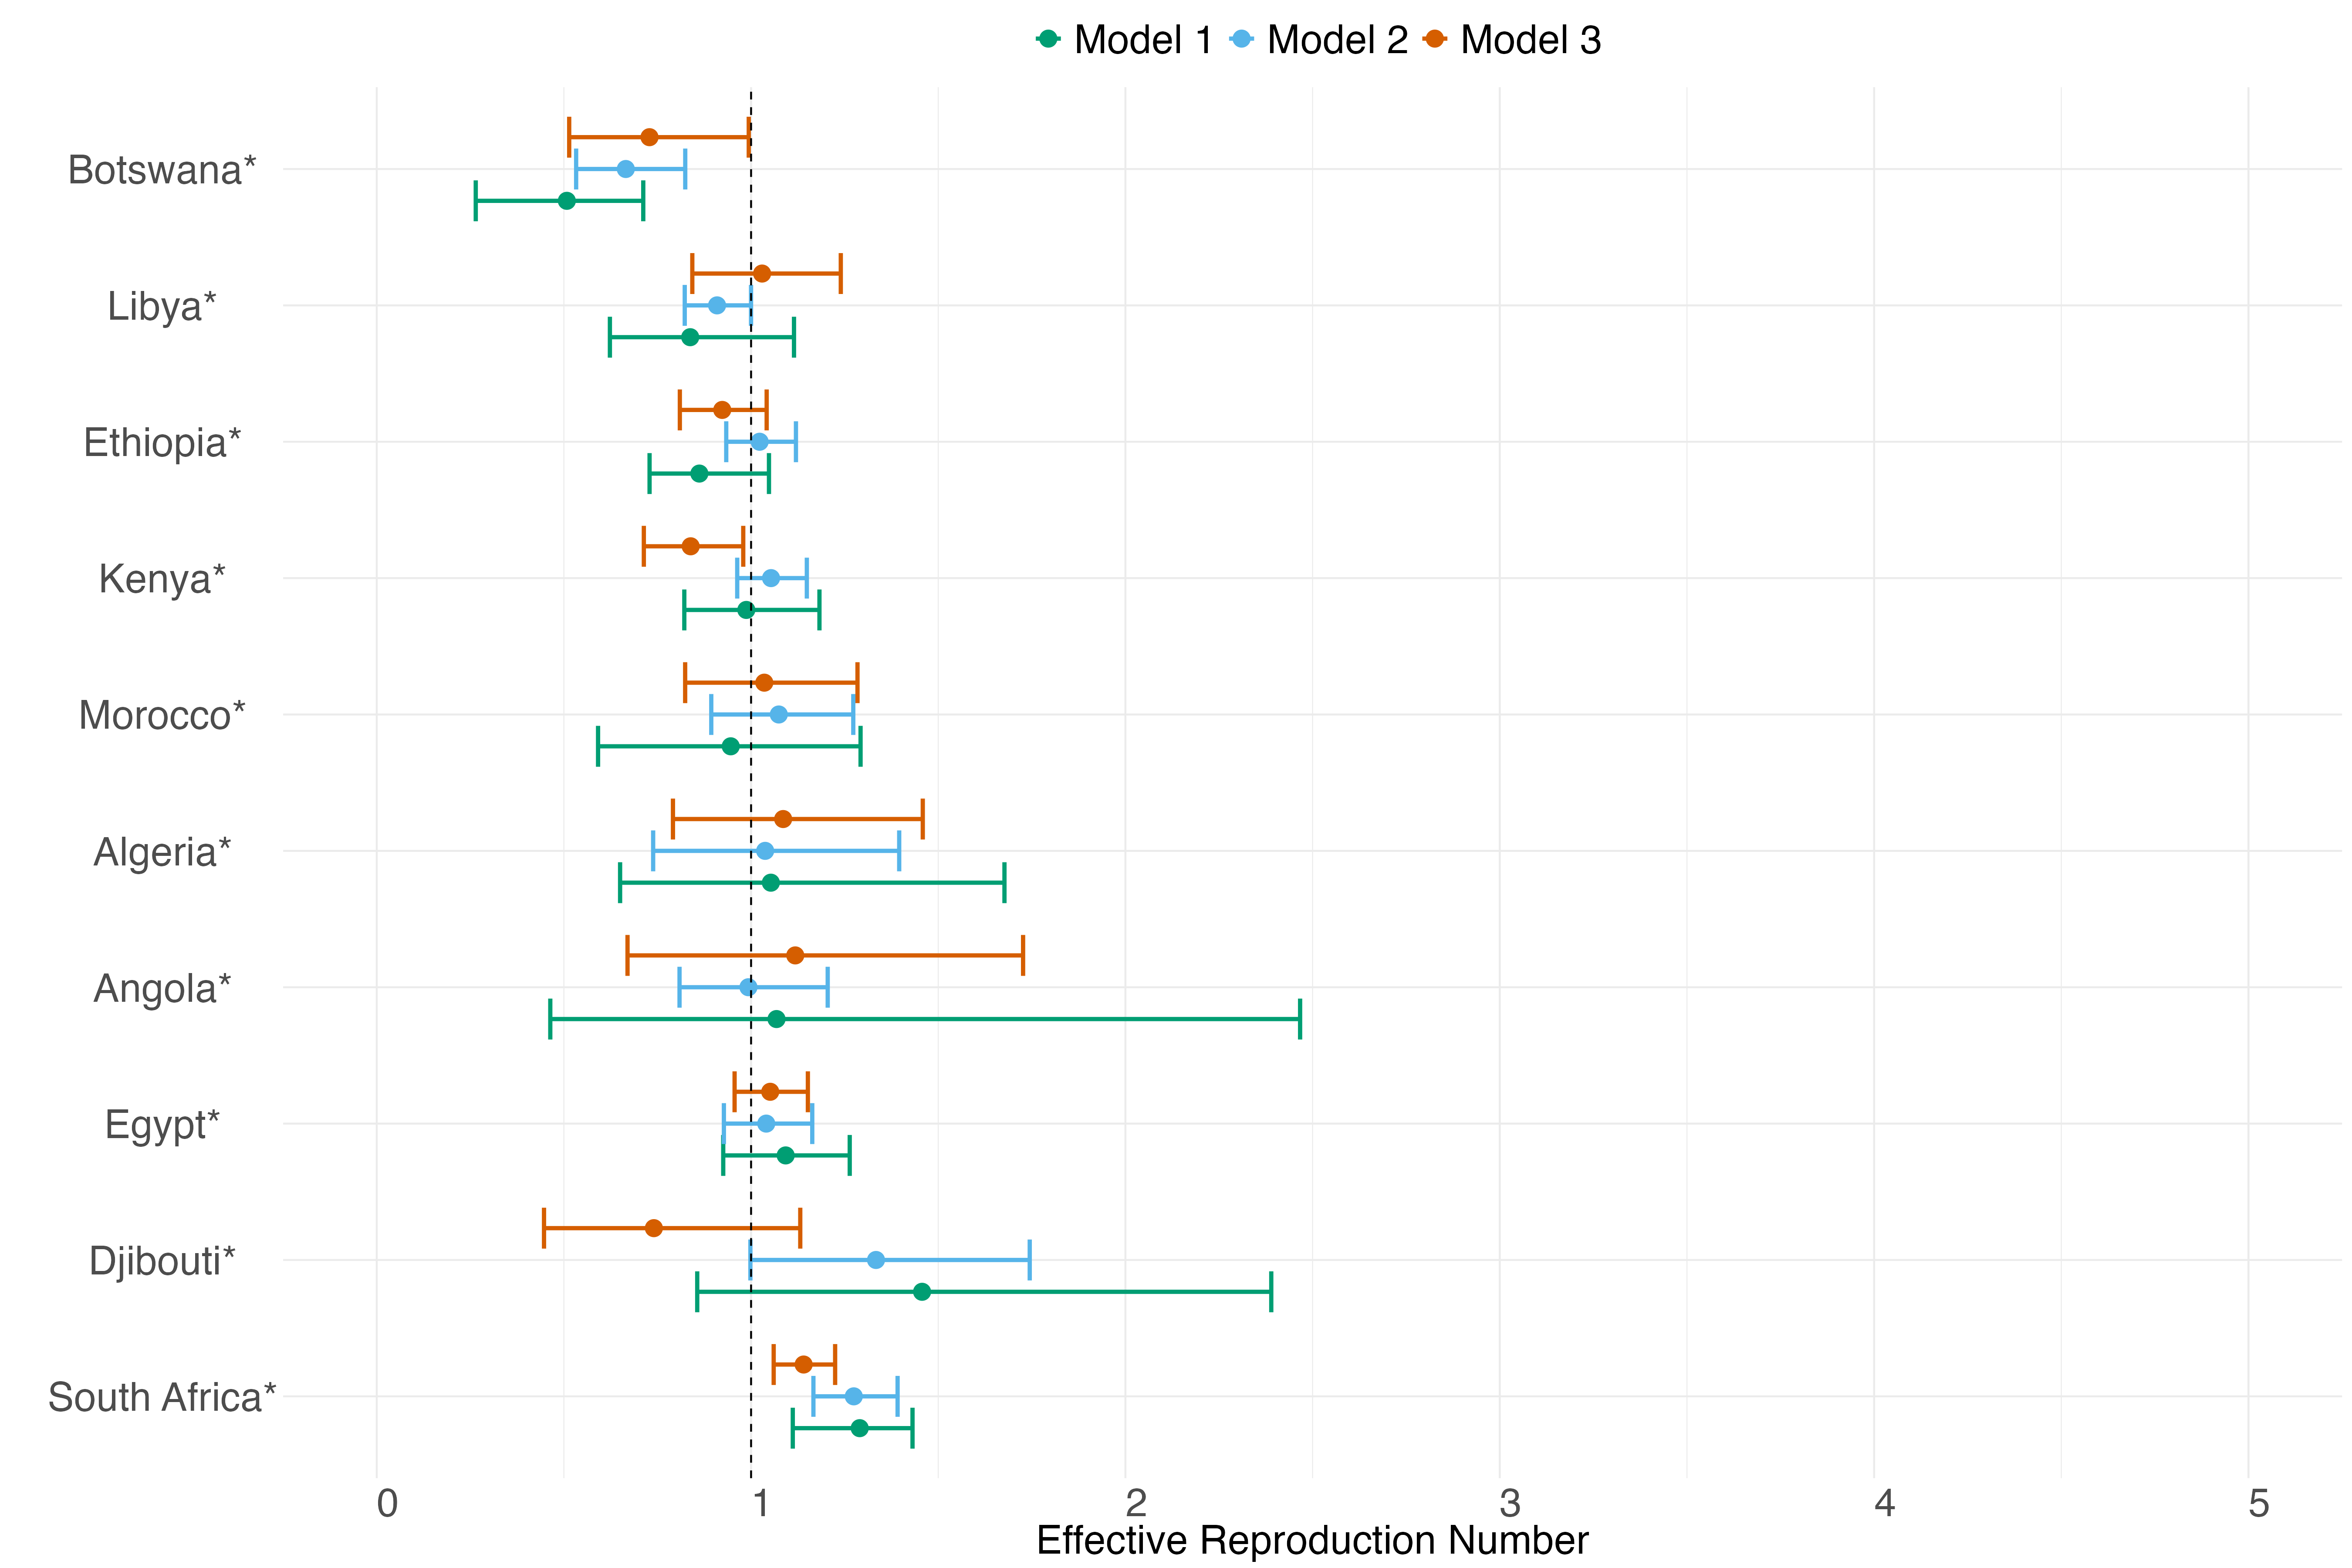 Model 1 Model 2 Model 3
Botswana*
Libya*
Ethiopia*
Kenya*
Morocco*
Algeria*
Angola*
Egypt*
Djibouti*
South Africa*
0 1 2 3 4 5
Effective Reproduction Number